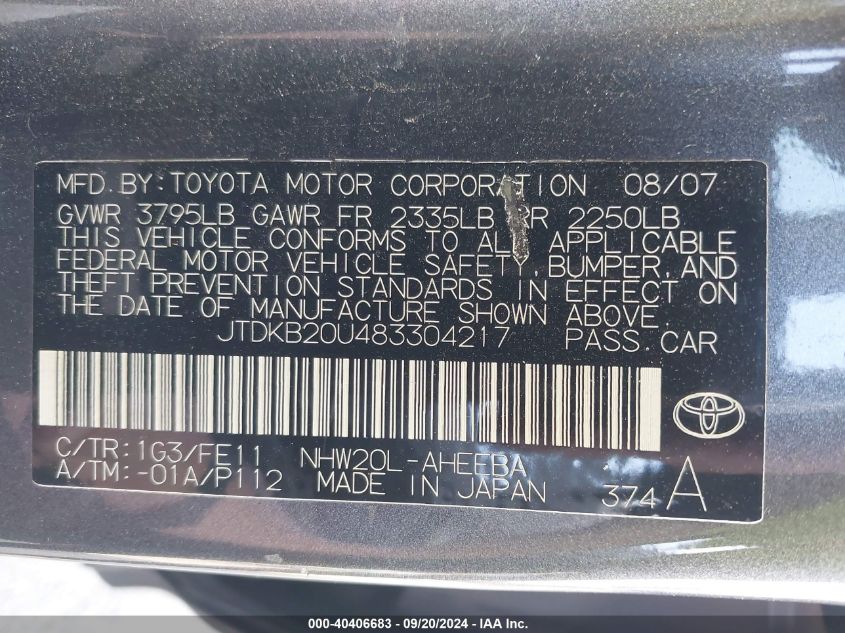 MFD. BY: TOYOTA MOTOR CORPORATION 08/07
GVWR 3795LB GAWR FR 2335LB RR 2250LB
THIS VEHICLE CONFORMS TO ALL APPLICABLE
FEDERAL MOTOR VEHICLE SAFETY, BUMPER, AND
THEFT PREVENTION STANDARDS IN EFFECT ON
THE DATE OF MANUFACTURE SHOWN ABOVE.
JTDKB20U483304217 PASS. CAR
C/TR: 1G3/FE11 NHW20L-AHEEBA
A/TM: -01A/P112 MADE IN JAPAN 374 A
000-40406683 - 09/20/2024 - IAA Inc.